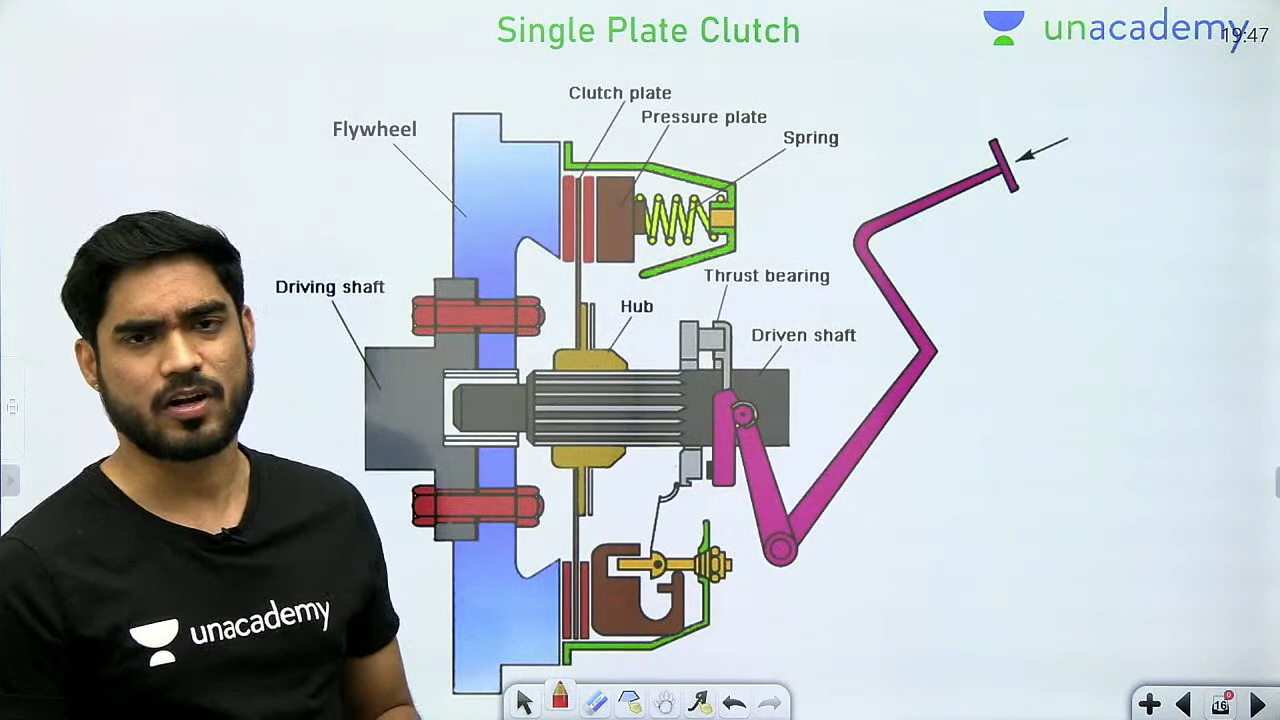 Single Plate Clutch
unacademy
19:47
Clutch plate
Pressure plate
Flywheel
Spring
Thrust bearing
Driving shaft
Hub
Driven shaft
unacademy
16
0